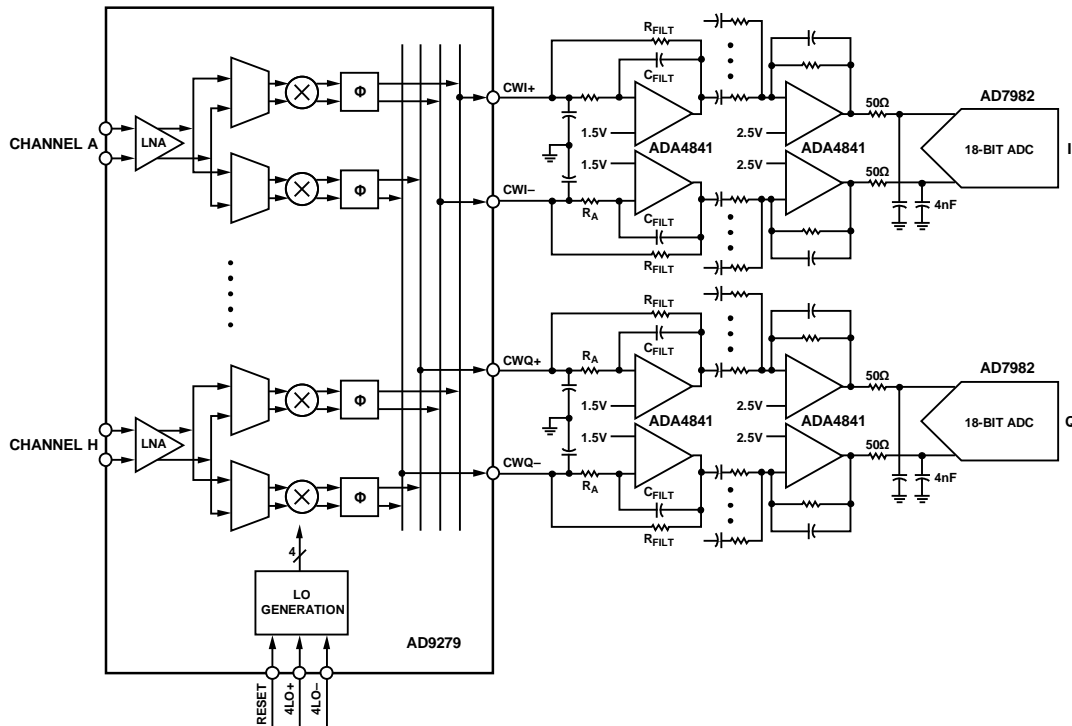 CHANNEL A
LNA
Φ
Φ
CHANNEL H
LNA
Φ
Φ
4
LO
GENERATION
AD9279
RESET
4LO+
4LO–
CWI+
CWI–
CWQ+
CWQ–
RFILT
CFILT
1.5V
1.5V
ADA4841
RA
CFILT
RFILT
2.5V
2.5V
ADA4841
50Ω
50Ω
4nF
AD7982
18-BIT ADC
I
RFILT
CFILT
RA
1.5V
1.5V
ADA4841
RA
CFILT
RFILT
2.5V
2.5V
ADA4841
50Ω
50Ω
4nF
AD7982
18-BIT ADC